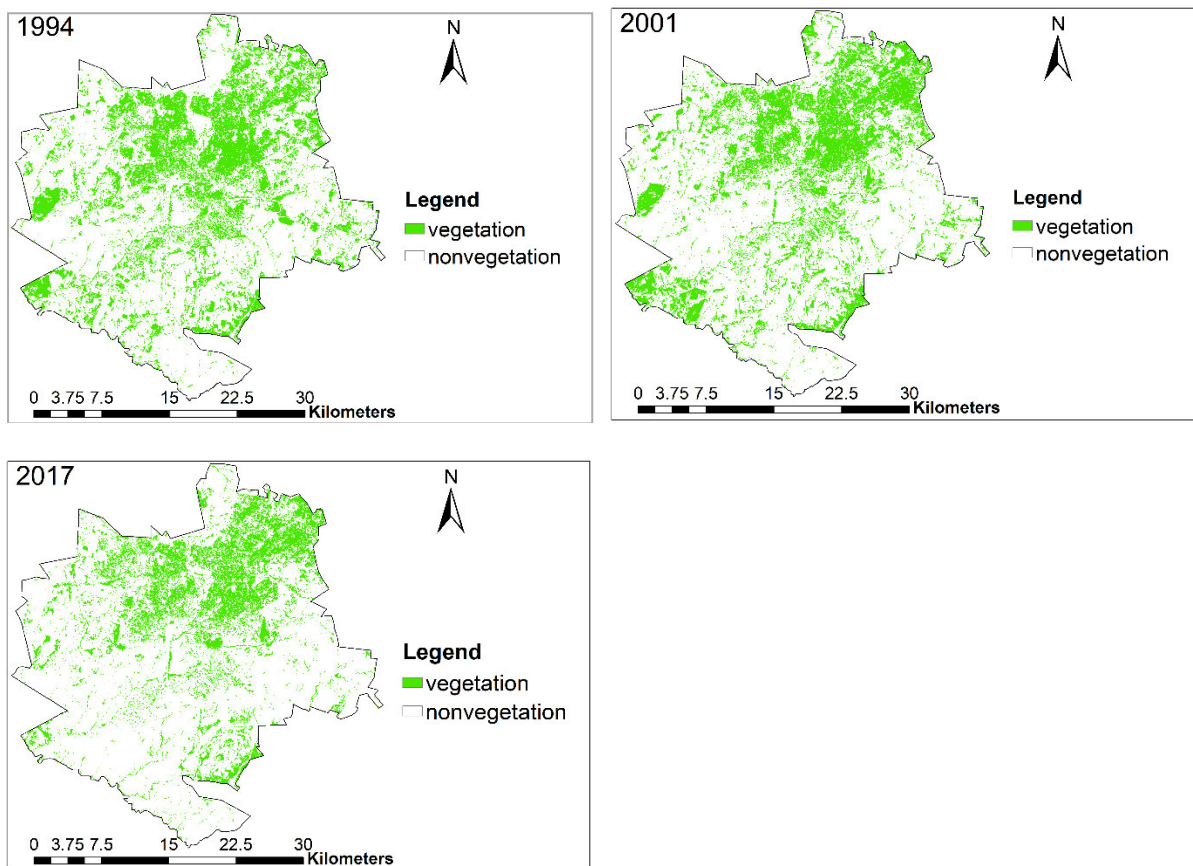 1994
N
Legend
vegetation
nonvegetation
0 3.75 7.5 15 22.5 30
Kilometers
2001
N
Legend
vegetation
nonvegetation
0 3.75 7.5 15 22.5 30
Kilometers
2017
N
Legend
vegetation
nonvegetation
0 3.75 7.5 15 22.5 30
Kilometers